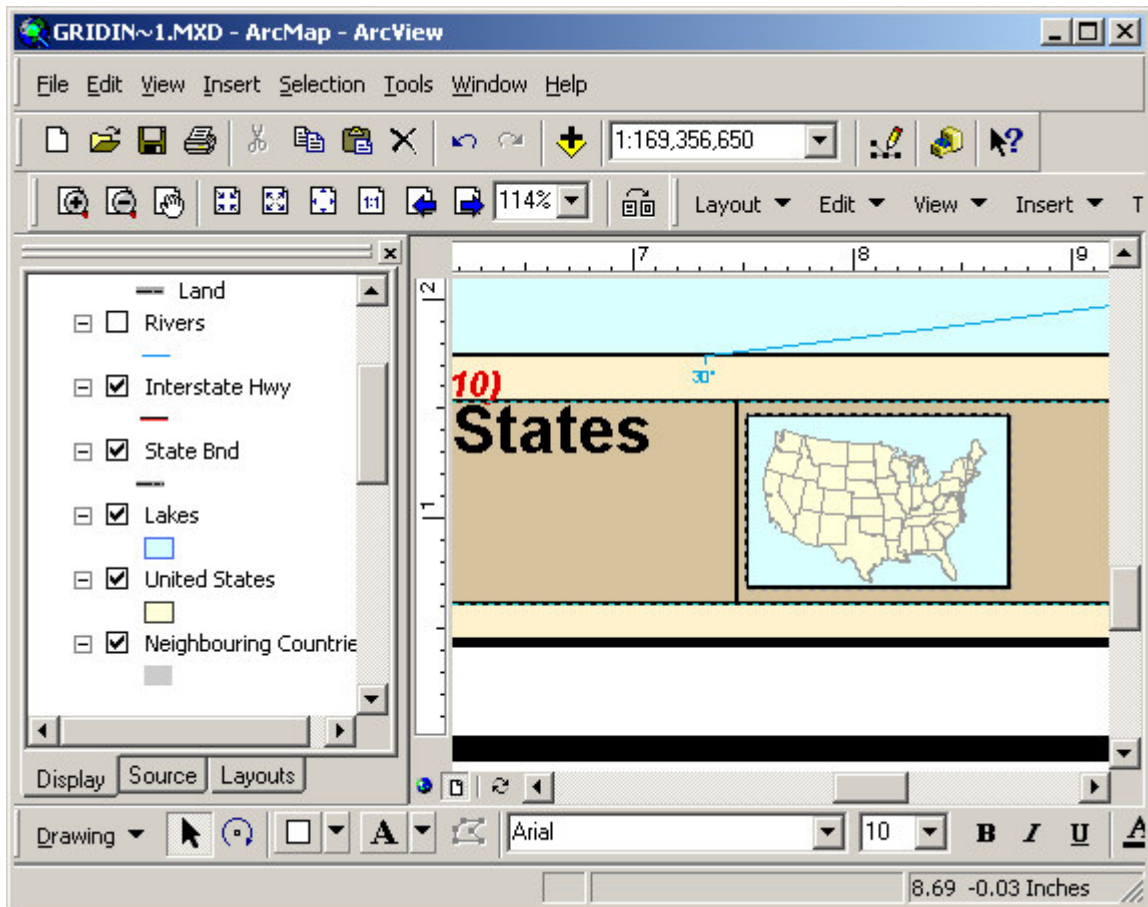 GRIDIN~1.MXD - ArcMap - ArcView
File Edit View Insert Selection Tools Window Help
1:169,356,650
1:1 114% Layout Edit View Insert T
Land
Rivers
Interstate Hwy
State Bnd
Lakes
United States
Neighbouring Countrie
Display Source Layouts
7 8 9
2
1
30°
10)
States
Drawing A Arial 10 B I U A
8.69 -0.03 Inches